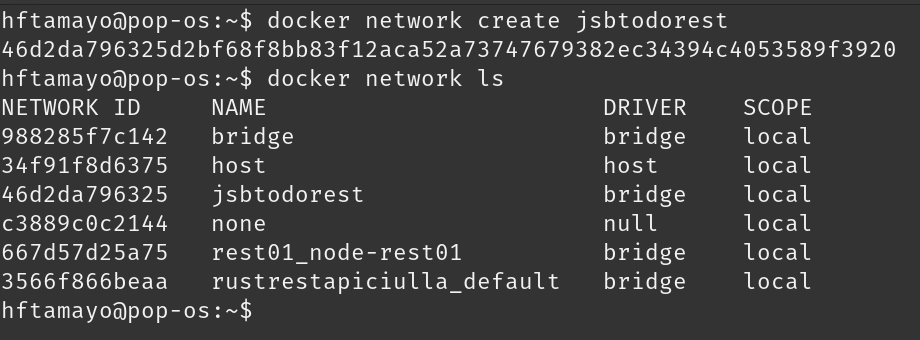 hftamayo@pop-os:~$ docker network create jsbtodorest
46d2da796325d2bf68f8bb83f12aca52a73747679382ec34394c4053589f3920
hftamayo@pop-os:~$ docker network ls
NETWORK ID     NAME                        DRIVER    SCOPE
988285f7c142   bridge                      bridge    local
34f91f8d6375   host                        host      local
46d2da796325   jsbtodorest                 bridge    local
c3889c0c2144   none                        null      local
667d57d25a75   rest01_node-rest01          bridge    local
3566f866beaa   rustrestapiciulla_default   bridge    local
hftamayo@pop-os:~$